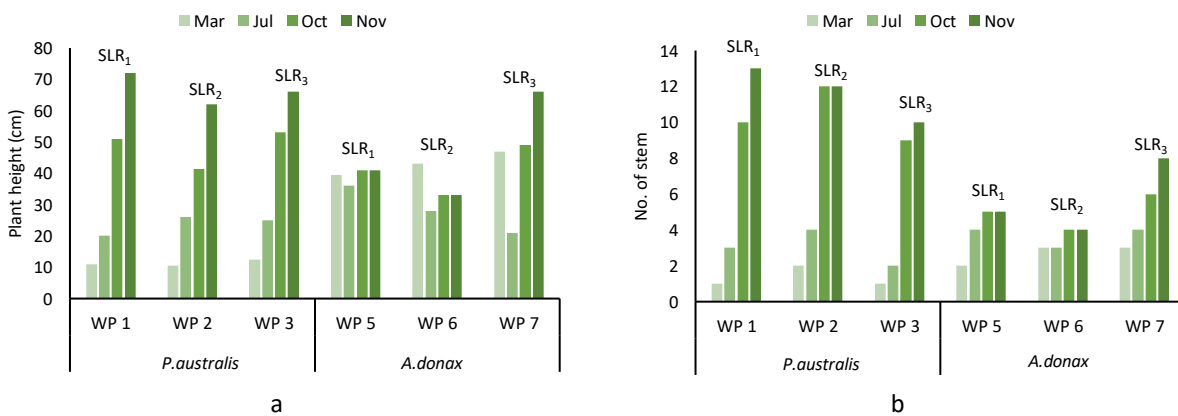 Mar Jul Oct Nov
80
70
60
50
40
30
20
10
0
Plant height (cm)
SLR1
SLR2
SLR3
SLR1
SLR2
SLR3
WP 1 WP 2 WP 3 WP 5 WP 6 WP 7
P.australis A.donax
a
Mar Jul Oct Nov
14
12
10
8
6
4
2
0
No. of stem
SLR1
SLR2
SLR3
SLR1
SLR2
SLR3
WP 1 WP 2 WP 3 WP 5 WP 6 WP 7
P.australis A.donax
b